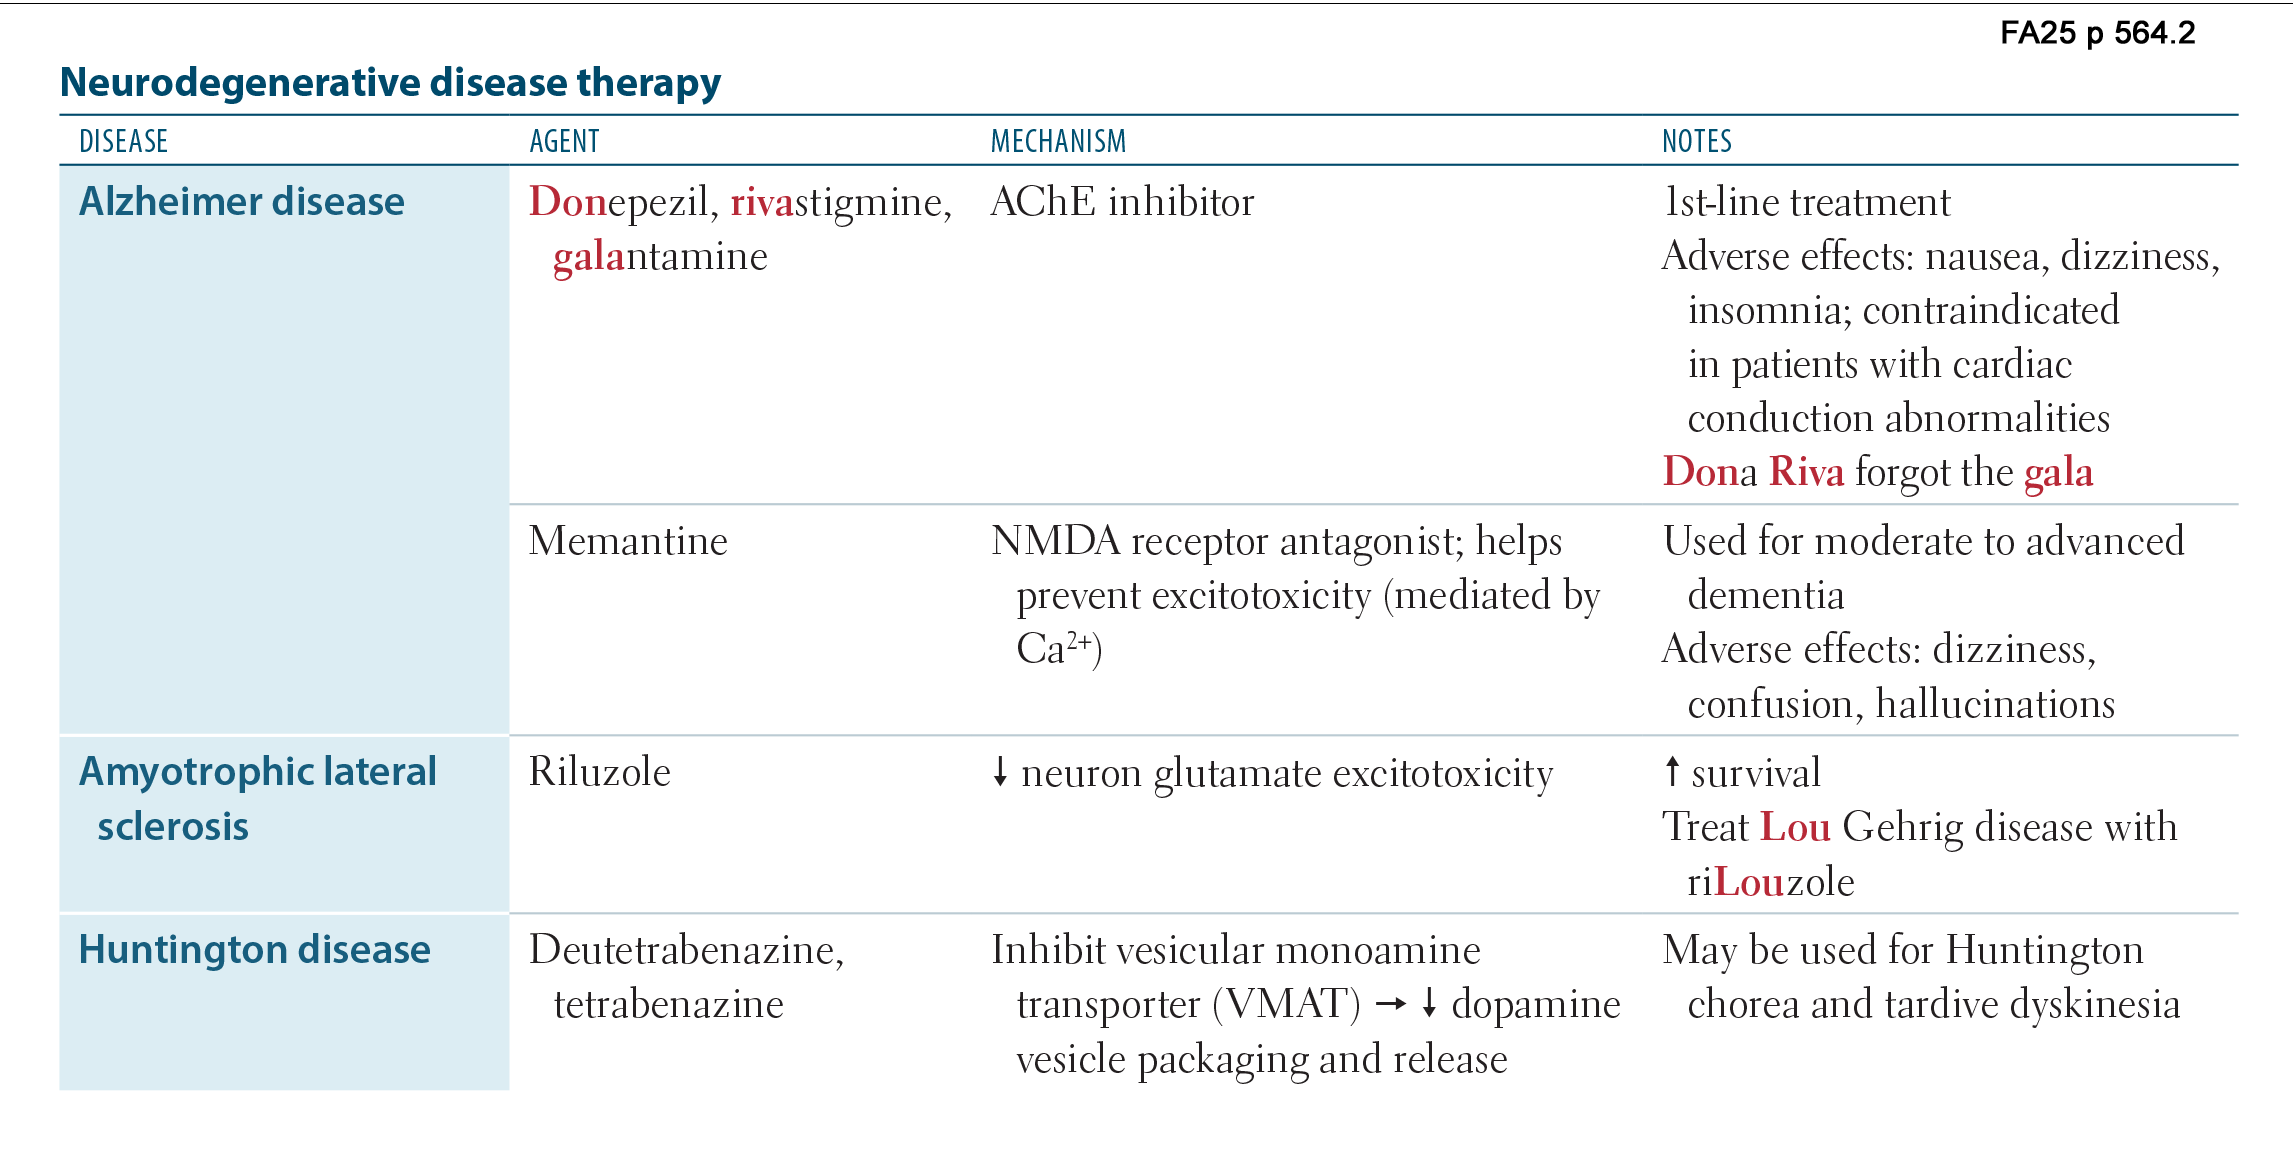 FA25 p 564.2
Neurodegenerative disease therapy
DISEASE AGENT MECHANISM NOTES
Alzheimer disease
Donepezil, rivastigmine,
galantamine
AChE inhibitor
1st-line treatment
Adverse effects: nausea, dizziness,
insomnia; contraindicated
in patients with cardiac
conduction abnormalities
Dona Riva forgot the gala
Memantine
NMDA receptor antagonist; helps
prevent excitotoxicity (mediated by
Ca²⁺)
Used for moderate to advanced
dementia
Adverse effects: dizziness,
confusion, hallucinations
Amyotrophic lateral
sclerosis
Riluzole
↓ neuron glutamate excitotoxicity
↑ survival
Treat Lou Gehrig disease with
riLouzole
Huntington disease
Deutetrabenazine,
tetrabenazine
Inhibit vesicular monoamine
transporter (VMAT) → ↓ dopamine
vesicle packaging and release
May be used for Huntington
chorea and tardive dyskinesia